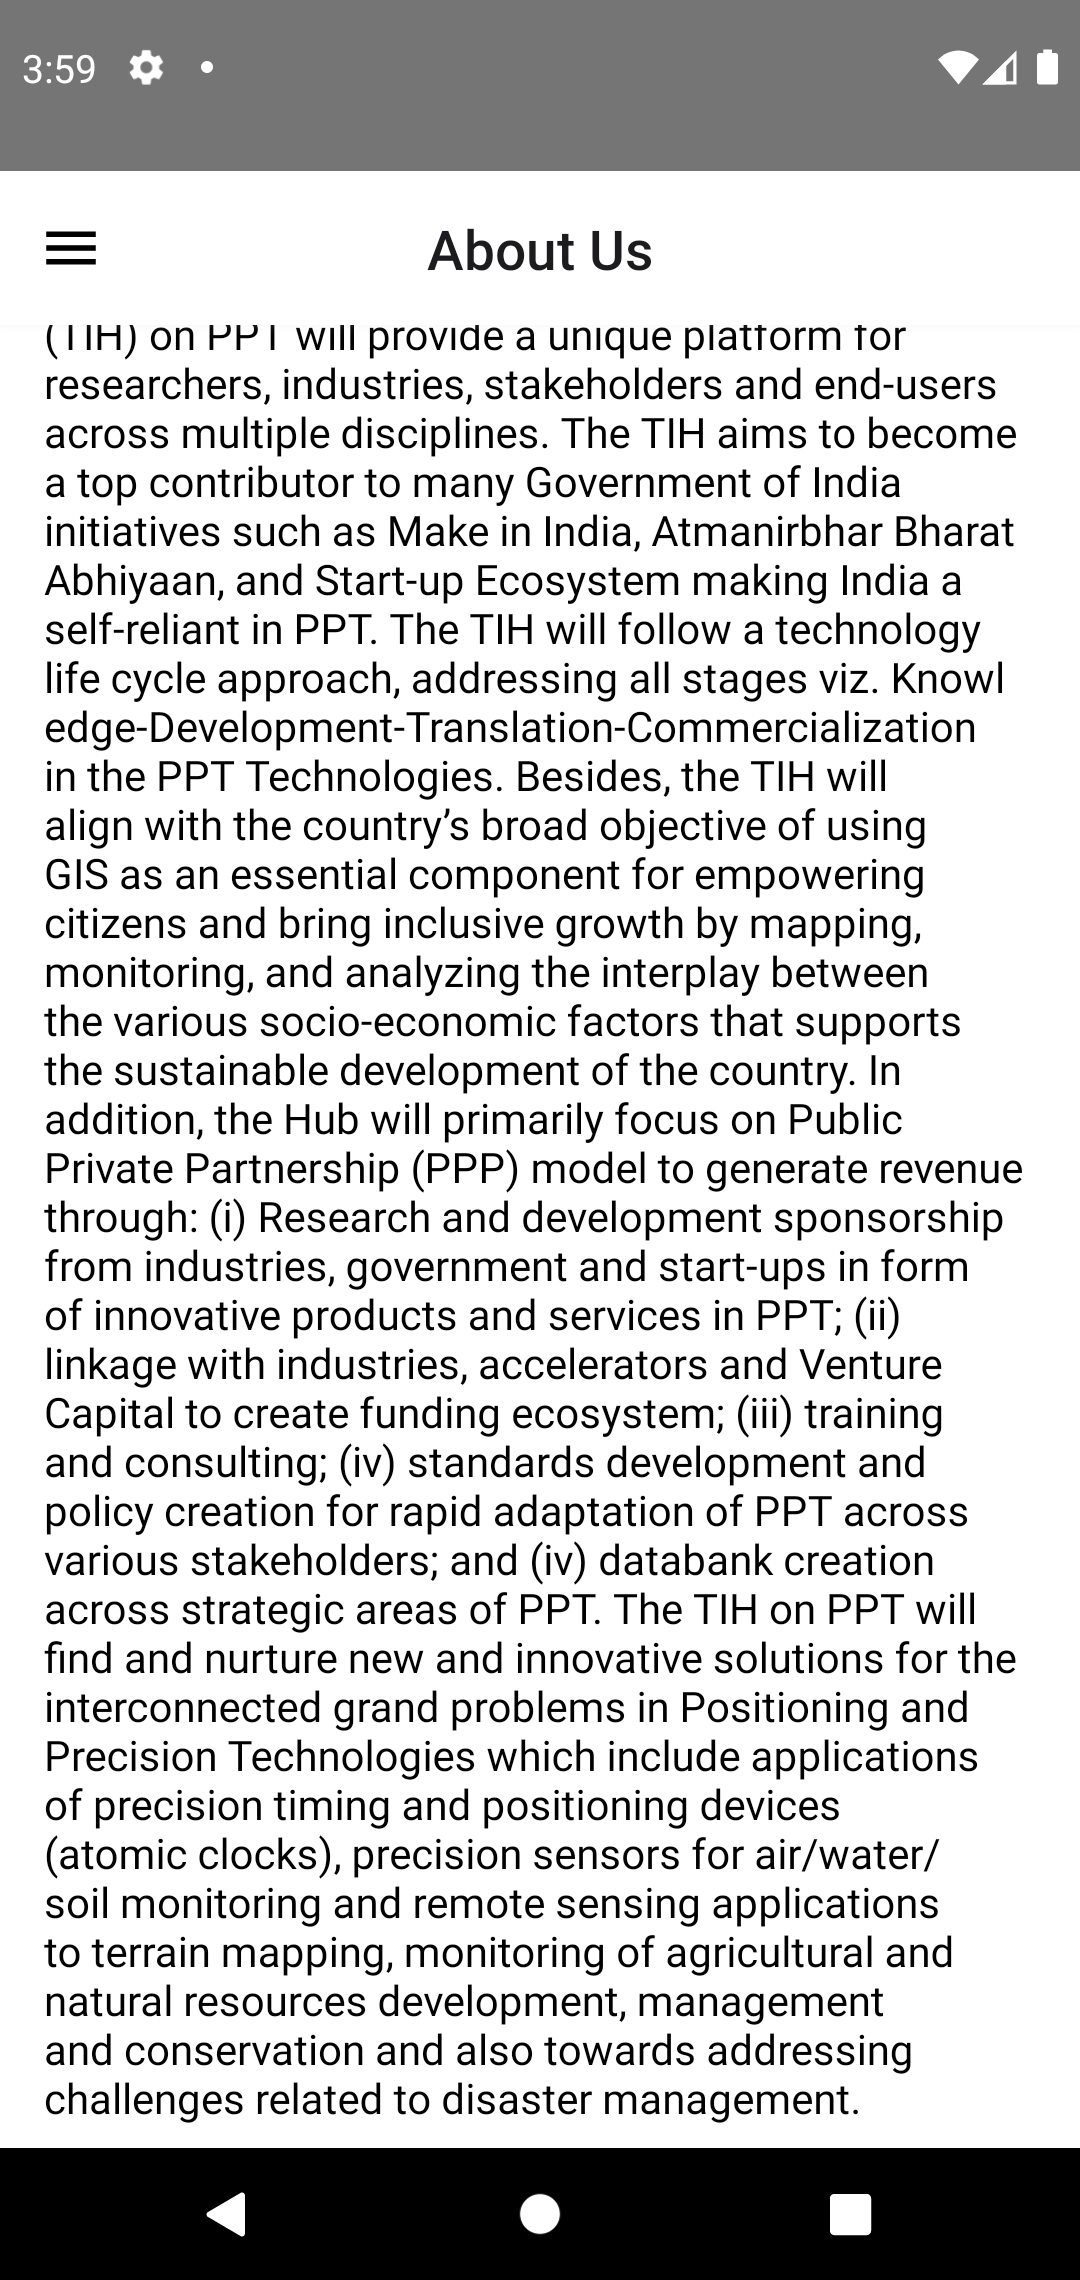 3:59
About Us
(TIH) on PPT will provide a unique platform for
researchers, industries, stakeholders and end-users
across multiple disciplines. The TIH aims to become
a top contributor to many Government of India
initiatives such as Make in India, Atmanirbhar Bharat
Abhiyaan, and Start-up Ecosystem making India a
self-reliant in PPT. The TIH will follow a technology
life cycle approach, addressing all stages viz. Knowl
edge-Development-Translation-Commercialization
in the PPT Technologies. Besides, the TIH will
align with the country’s broad objective of using
GIS as an essential component for empowering
citizens and bring inclusive growth by mapping,
monitoring, and analyzing the interplay between
the various socio-economic factors that supports
the sustainable development of the country. In
addition, the Hub will primarily focus on Public
Private Partnership (PPP) model to generate revenue
through: (i) Research and development sponsorship
from industries, government and start-ups in form
of innovative products and services in PPT; (ii)
linkage with industries, accelerators and Venture
Capital to create funding ecosystem; (iii) training
and consulting; (iv) standards development and
policy creation for rapid adaptation of PPT across
various stakeholders; and (iv) databank creation
across strategic areas of PPT. The TIH on PPT will
find and nurture new and innovative solutions for the
interconnected grand problems in Positioning and
Precision Technologies which include applications
of precision timing and positioning devices
(atomic clocks), precision sensors for air/water/
soil monitoring and remote sensing applications
to terrain mapping, monitoring of agricultural and
natural resources development, management
and conservation and also towards addressing
challenges related to disaster management.